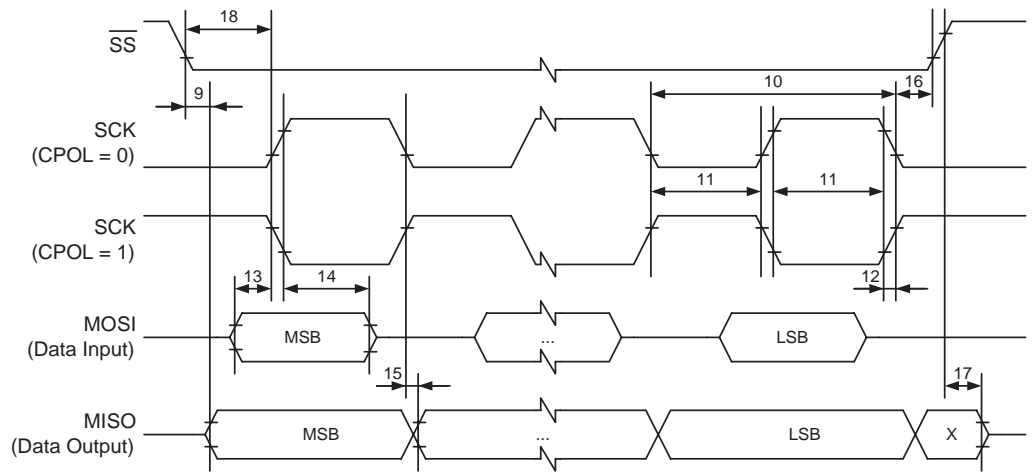 18
SS
10
9
16
SCK
(CPOL = 0)
11
11
SCK
(CPOL = 1)
13
14
12
MOSI
(Data Input)
MSB
...
LSB
15
17
MISO
(Data Output)
MSB
...
LSB
X